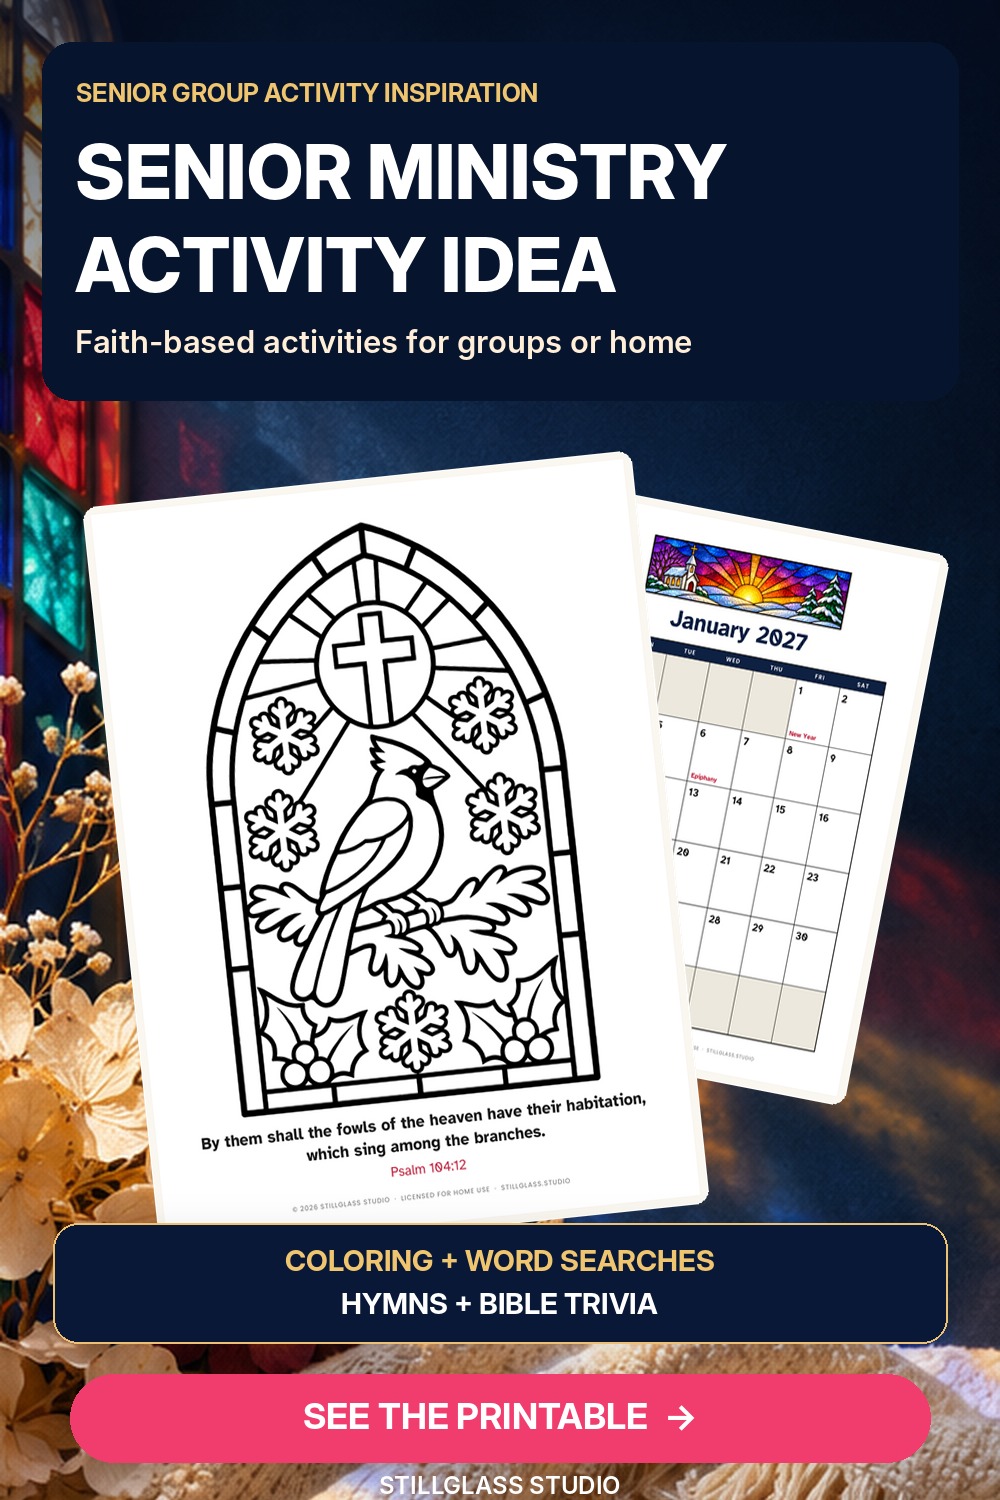 SENIOR GROUP ACTIVITY INSPIRATION
SENIOR MINISTRY
ACTIVITY IDEA
Faith-based activities for groups or home
January 2027
TUE WED THU FRI SAT
1 2
New Year
6 7 8 9
Epiphany
13 14 15 16
20 21 22 23
28 29 30
STILLGLASS.STUDIO
By them shall the fowls of the heaven have their habitation,
which sing among the branches.
Psalm 104:12
© 2026 STILLGLASS STUDIO · LICENSED FOR HOME USE · STILLGLASS.STUDIO
COLORING + WORD SEARCHES
HYMNS + BIBLE TRIVIA
SEE THE PRINTABLE →
STILLGLASS STUDIO